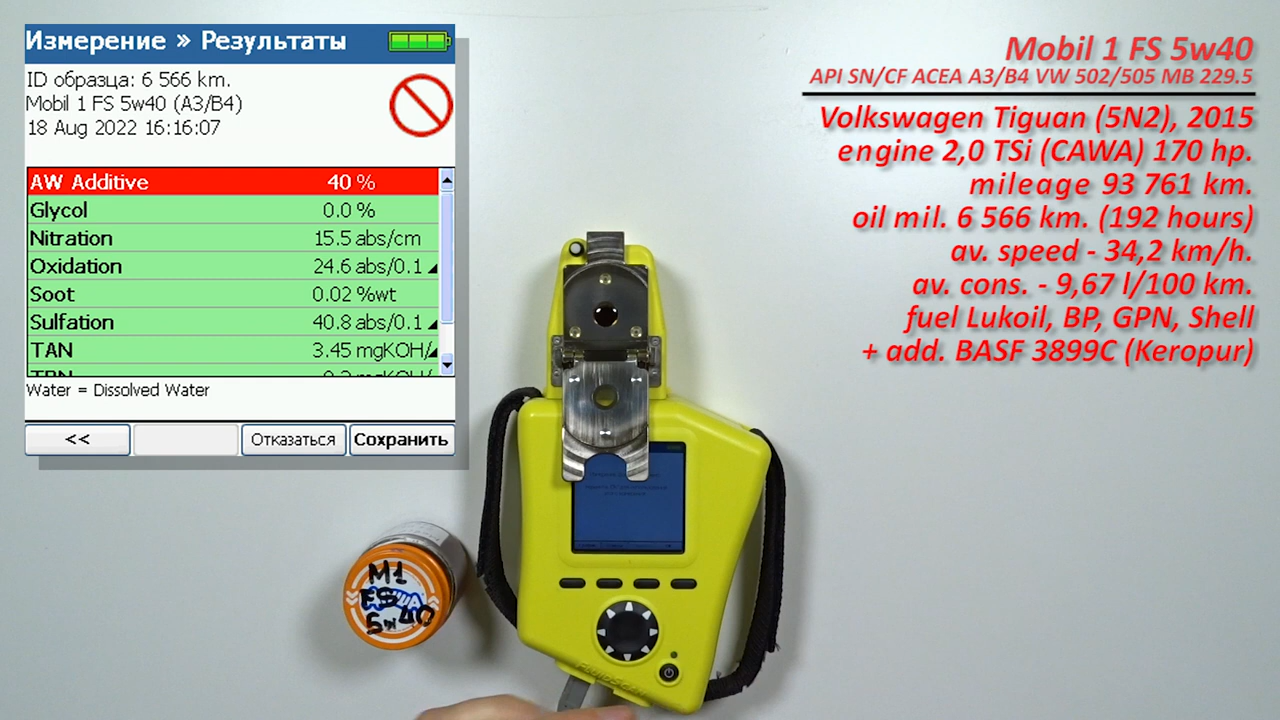 Измерение » Результаты
ID образца: 6 566 km.
Mobil 1 FS 5w40 (A3/B4)
18 Aug 2022 16:16:07
AW Additive 40 %
Glycol 0.0 %
Nitration 15.5 abs/cm
Oxidation 24.6 abs/0.1
Soot 0.02 %wt
Sulfation 40.8 abs/0.1
TAN 3.45 mgKOH/
Water = Dissolved Water
<< Отказаться Сохранить
Mobil 1 FS 5w40
API SN/CF ACEA A3/B4 VW 502/505 MB 229.5
Volkswagen Tiguan (5N2), 2015
engine 2,0 TSi (CAWA) 170 hp.
mileage 93 761 km.
oil mil. 6 566 km. (192 hours)
av. speed - 34,2 km/h.
av. cons. - 9,67 l/100 km.
fuel Lukoil, BP, GPN, Shell
+ add. BASF 3899C (Keropur)
M1
FS
5w40